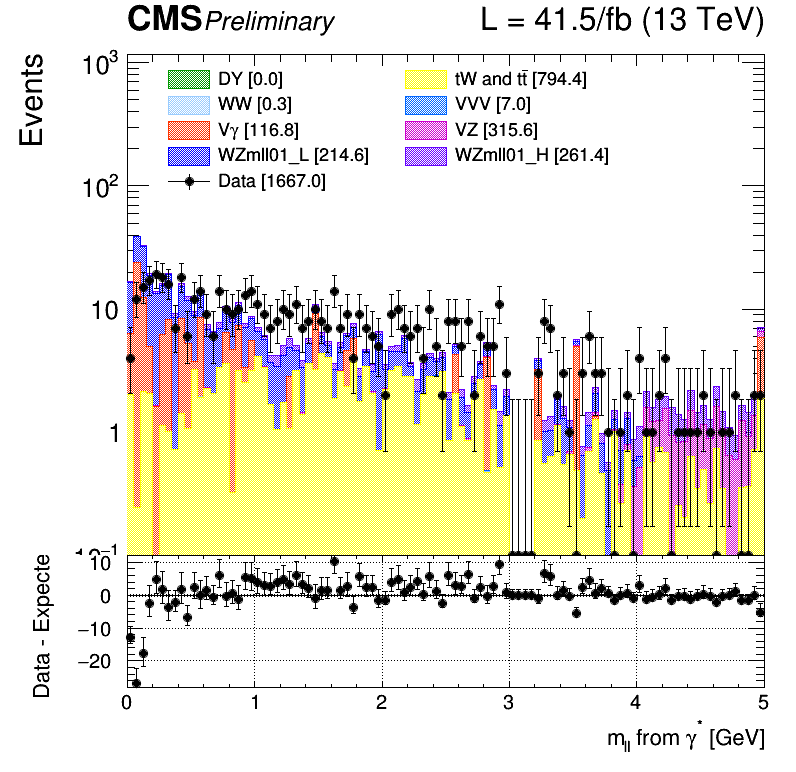 CMS Preliminary L = 41.5/fb (13 TeV)
Events
10³
10²
10
1
10⁻¹
DY [0.0]
tW and tt̄ [794.4]
WW [0.3]
VVV [7.0]
Vγ [116.8]
VZ [315.6]
WZmll01_L [214.6]
WZmll01_H [261.4]
Data [1667.0]
Data - Expecte
10
0
−10
−20
0 1 2 3 4 5
m_ll from γ* [GeV]